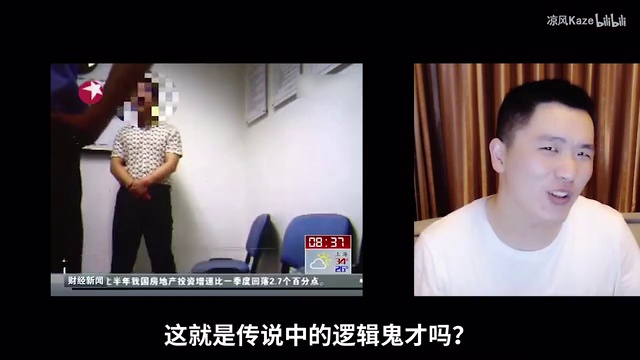 凉风Kaze bilibili
08:37
上海
34°
26°
财经新闻 上半年我国房地产投资增速比一季度回落2.7个百分点。
这就是传说中的逻辑鬼才吗?